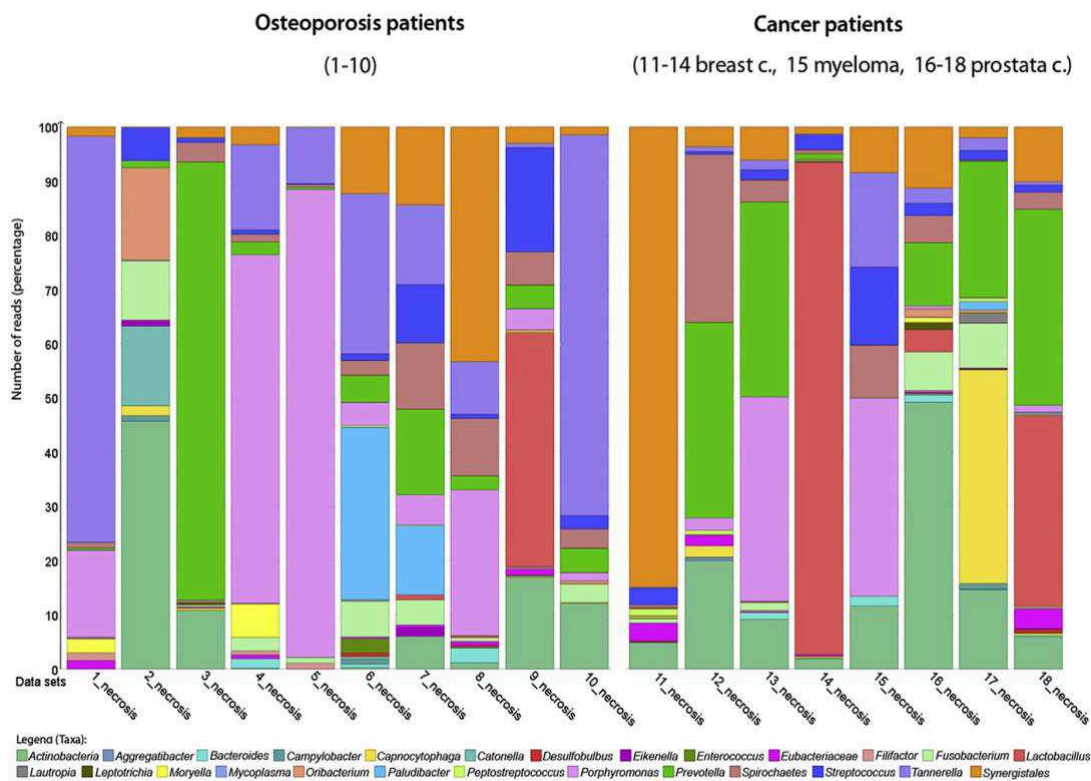 Osteoporosis patients
Cancer patients
(1-10)
(11-14 breast c., 15 myeloma, 16-18 prostata c.)
100
90
80
70
60
50
40
30
20
10
0
Number of reads (percentage)
Data sets
1_necrosis
2_necrosis
3_necrosis
4_necrosis
5_necrosis
6_necrosis
7_necrosis
8_necrosis
9_necrosis
10_necrosis
11_necrosis
12_necrosis
13_necrosis
14_necrosis
15_necrosis
16_necrosis
17_necrosis
18_necrosis
Legend (Taxa):
Actinobacteria Aggregatibacter Bacteroides Campylobacter Capnocytophaga Catonella Desulfobulbus Eikenella Enterococcus Eubacteriaceae Filifactor Fusobacterium Lactobacillus
Lautropia Leptotrichia Moryella Mycoplasma Oribacterium Paludibacter Peptostreptococcus Porphyromonas Prevotella Spirochaetes Streptococcus Tannerella Synergistales